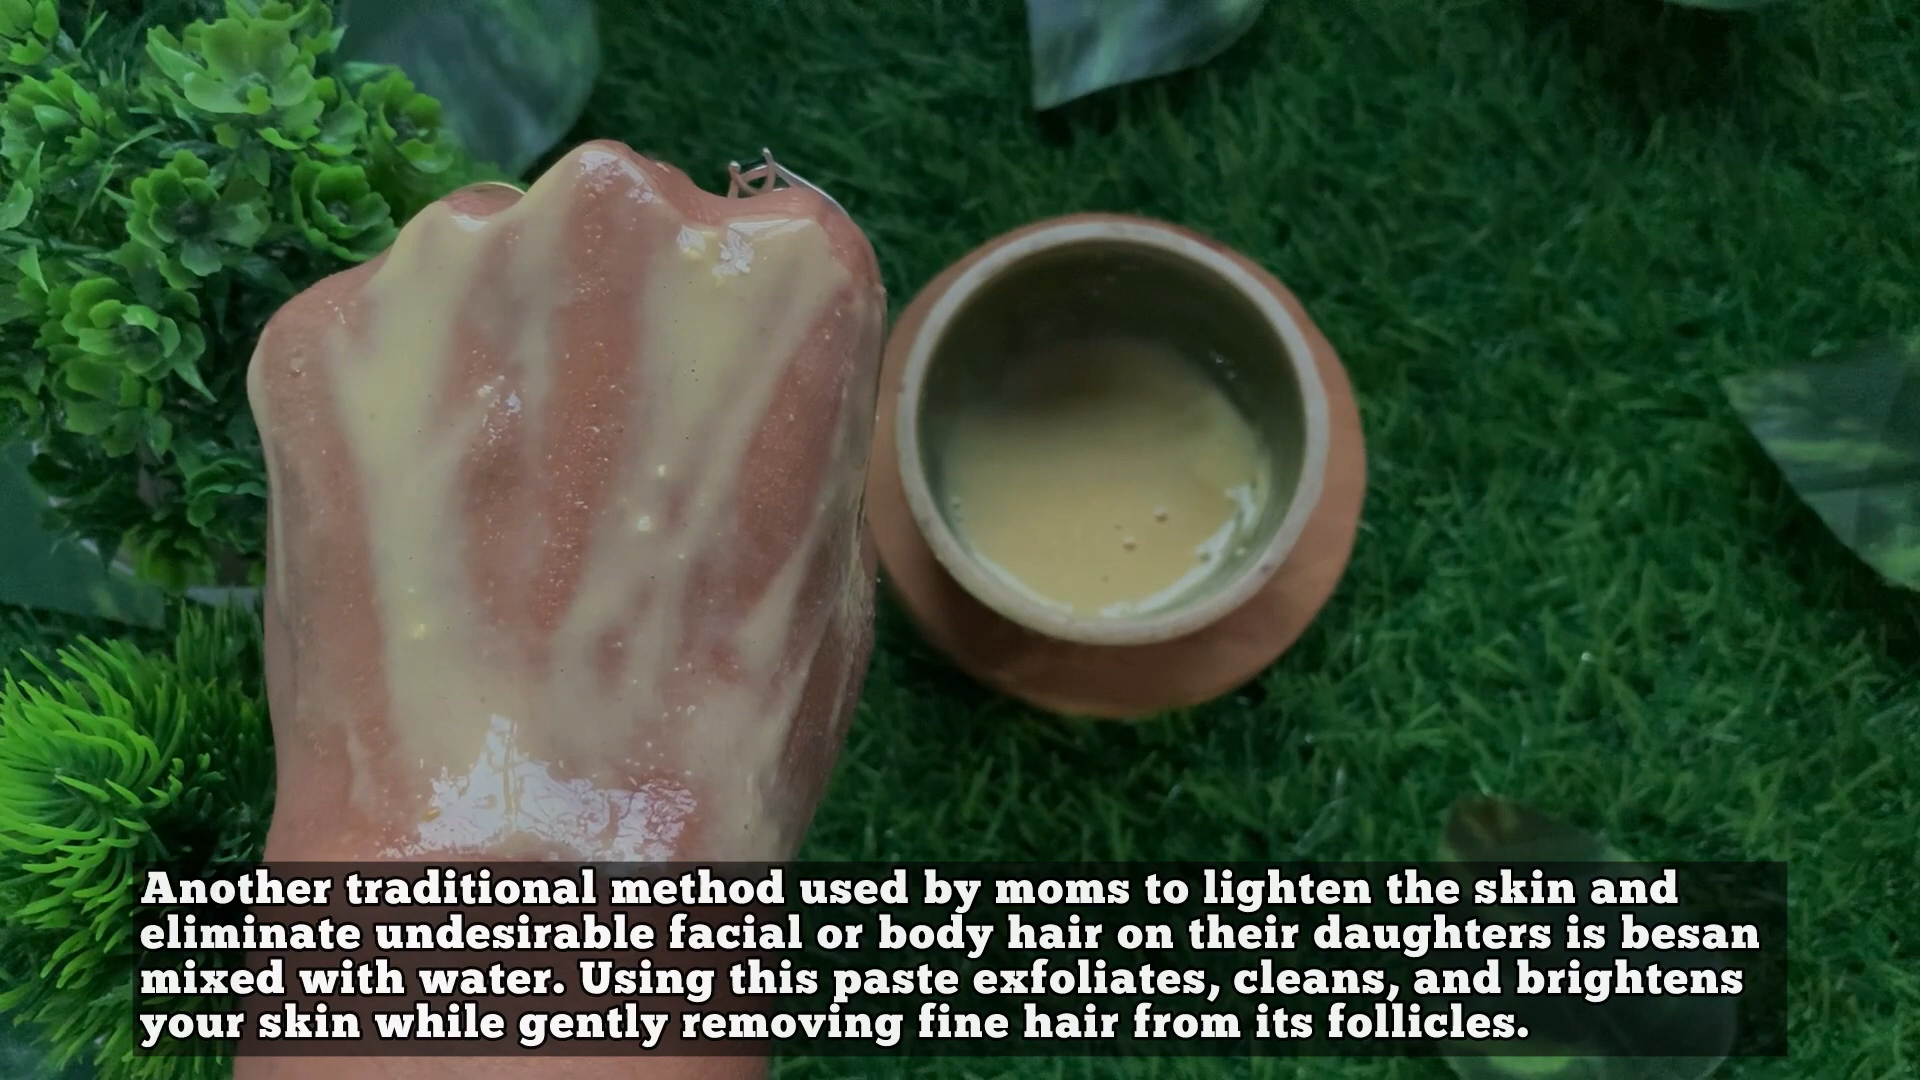 Another traditional method used by moms to lighten the skin and
eliminate undesirable facial or body hair on their daughters is besan
mixed with water. Using this paste exfoliates, cleans, and brightens
your skin while gently removing fine hair from its follicles.